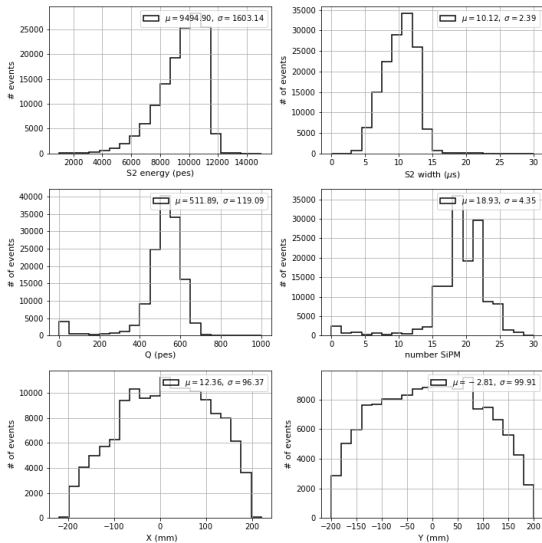 μ = 9494.90, σ = 1603.14
# of events
25000
20000
15000
10000
5000
0
2000 4000 6000 8000 10000 12000 14000
S2 energy (pes)
μ = 10.12, σ = 2.39
# of events
35000
30000
25000
20000
15000
10000
5000
0
0 5 10 15 20 25 30
S2 width (μs)
μ = 511.89, σ = 119.09
# of events
40000
35000
30000
25000
20000
15000
10000
5000
0
0 200 400 600 800 1000
Q (pes)
μ = 18.93, σ = 4.35
# of events
35000
30000
25000
20000
15000
10000
5000
0
0 5 10 15 20 25 30
number SiPM
μ = 12.36, σ = 96.37
# of events
10000
8000
6000
4000
2000
0
−200 −100 0 100 200
X (mm)
μ = −2.81, σ = 99.91
# of events
8000
6000
4000
2000
0
−200 −150 −100 −50 0 50 100 150 200
Y (mm)